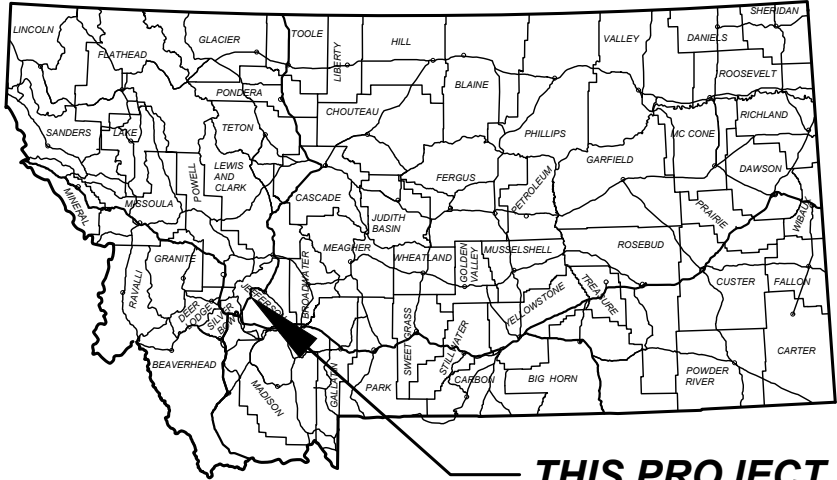 SHERIDAN
LINCOLN
GLACIER
TOOLE
LIBERTY
HILL
VALLEY
DANIELS
FLATHEAD
ROOSEVELT
BLAINE
PONDERA
CHOUTEAU
RICHLAND
TETON
PHILLIPS
MC CONE
SANDERS
LAKE
GARFIELD
DAWSON
LEWIS
AND
CLARK
POWELL
FERGUS
PETROLEUM
CASCADE
MINERAL
MISSOULA
PRAIRIE
WIBAUX
JUDITH
BASIN
MEAGHER
WHEATLAND
GOLDEN
VALLEY
MUSSELSHELL
ROSEBUD
GRANITE
RAVALLI
BROADWATER
JEFFERSON
TREASURE
CUSTER
FALLON
DEER
LODGE
SILVER
BOW
YELLOWSTONE
SWEET GRASS
STILLWATER
BEAVERHEAD
MADISON
GALLATIN
PARK
CARBON
BIG HORN
POWDER
RIVER
CARTER
THIS PROJECT